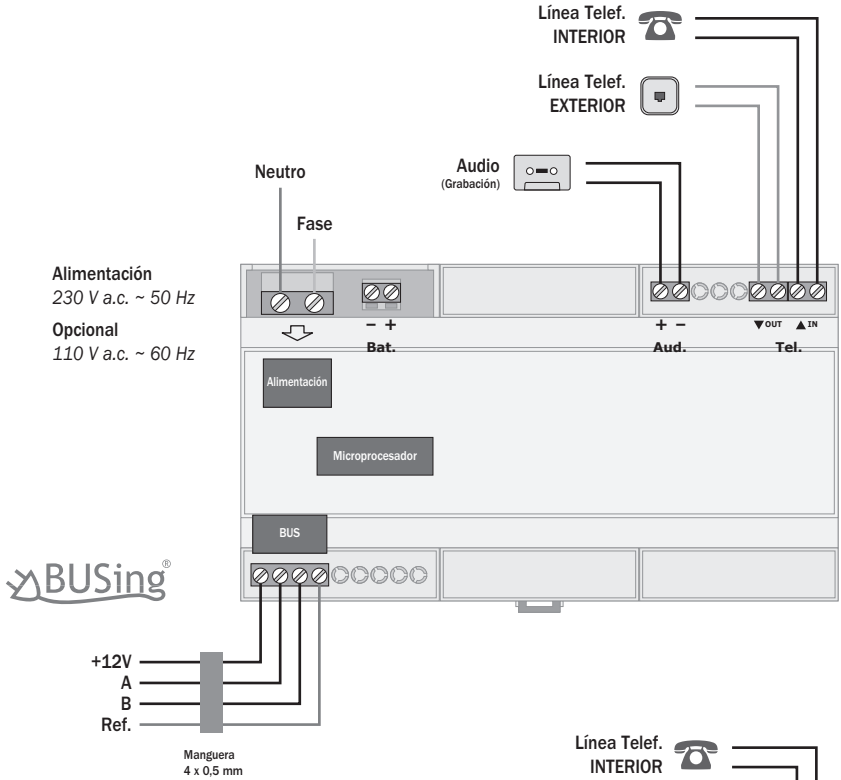 Línea Telef.
INTERIOR
Línea Telef.
EXTERIOR
Audio
(Grabación)
Neutro
Fase
Alimentación
230 V a.c. ~ 50 Hz
Opcional
110 V a.c. ~ 60 Hz
- +
Bat.
+ -
Aud.
▼OUT ▲IN
Tel.
Alimentación
Microprocesador
BUS
BUSing®
+12V
A
B
Ref.
Manguera
4 x 0,5 mm
Línea Telef.
INTERIOR